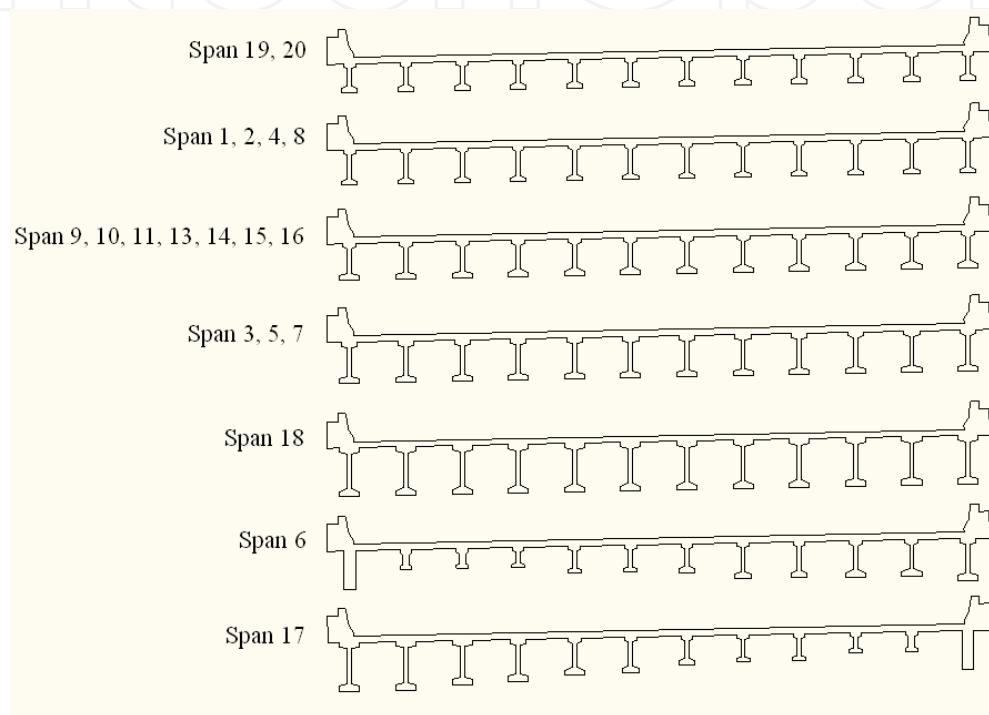 Span 19, 20
Span 1, 2, 4, 8
Span 9, 10, 11, 13, 14, 15, 16
Span 3, 5, 7
Span 18
Span 6
Span 17